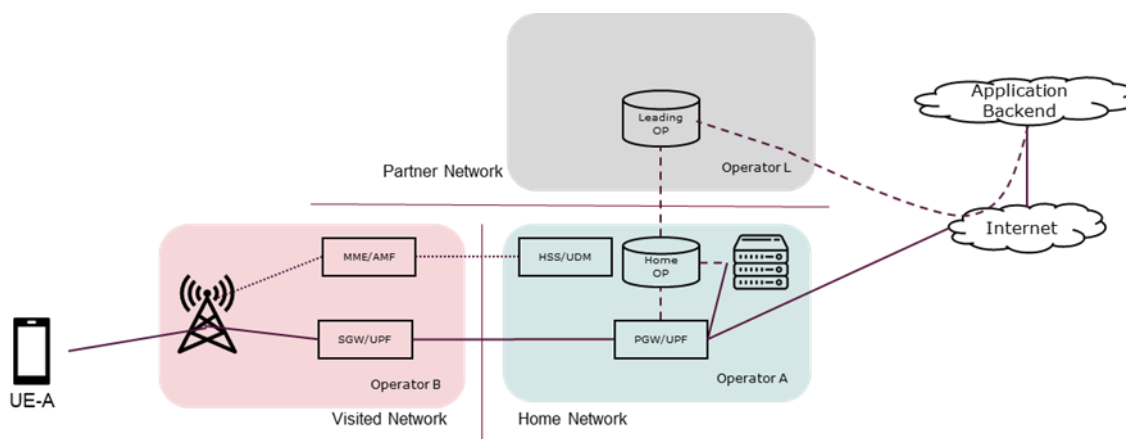 Leading
OP
Application
Backend
Partner Network
Operator L
Internet
MME/AMF
HSS/UDM
Home
OP
SGW/UPF
PGW/UPF
Operator B
Operator A
UE-A
Visited Network
Home Network